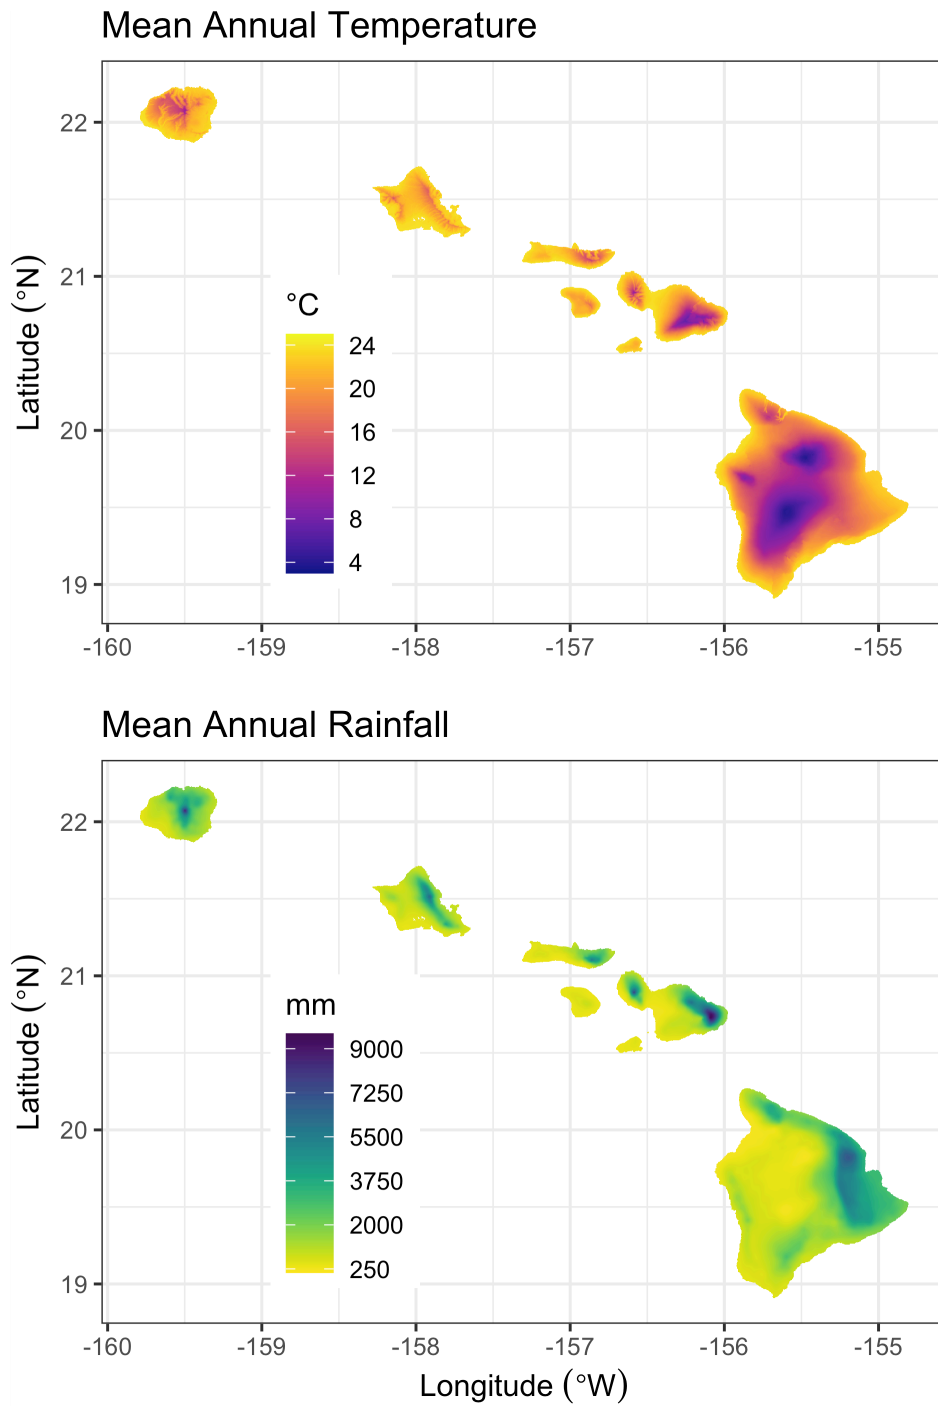 Mean Annual Temperature
Latitude (°N)
22
21
20
19
°C
24
20
16
12
8
4
-160 -159 -158 -157 -156 -155
Mean Annual Rainfall
Latitude (°N)
22
21
20
19
mm
9000
7250
5500
3750
2000
250
-160 -159 -158 -157 -156 -155
Longitude (°W)